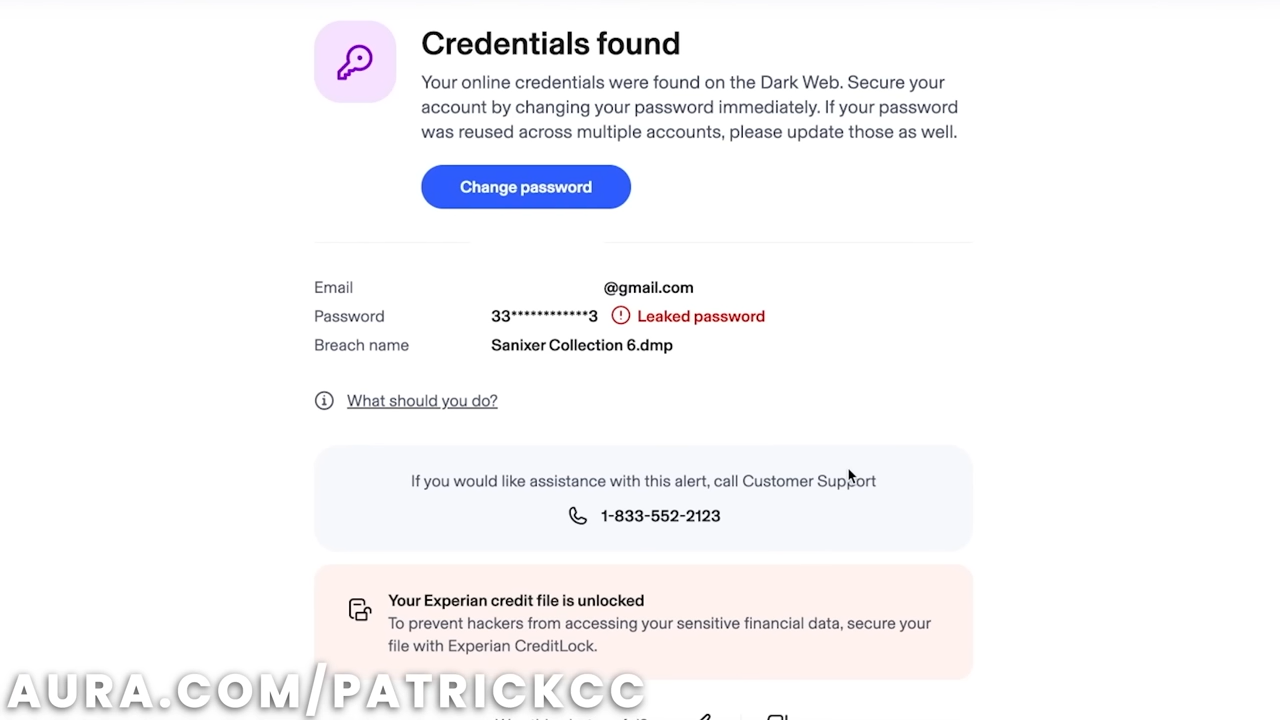 Credentials found
Your online credentials were found on the Dark Web. Secure your
account by changing your password immediately. If your password
was reused across multiple accounts, please update those as well.
Change password
Email @gmail.com
Password 33************3 Leaked password
Breach name Sanixer Collection 6.dmp
What should you do?
If you would like assistance with this alert, call Customer Support
1-833-552-2123
Your Experian credit file is unlocked
To prevent hackers from accessing your sensitive financial data, secure your
file with Experian CreditLock.
AURA.COM/PATRICKCC